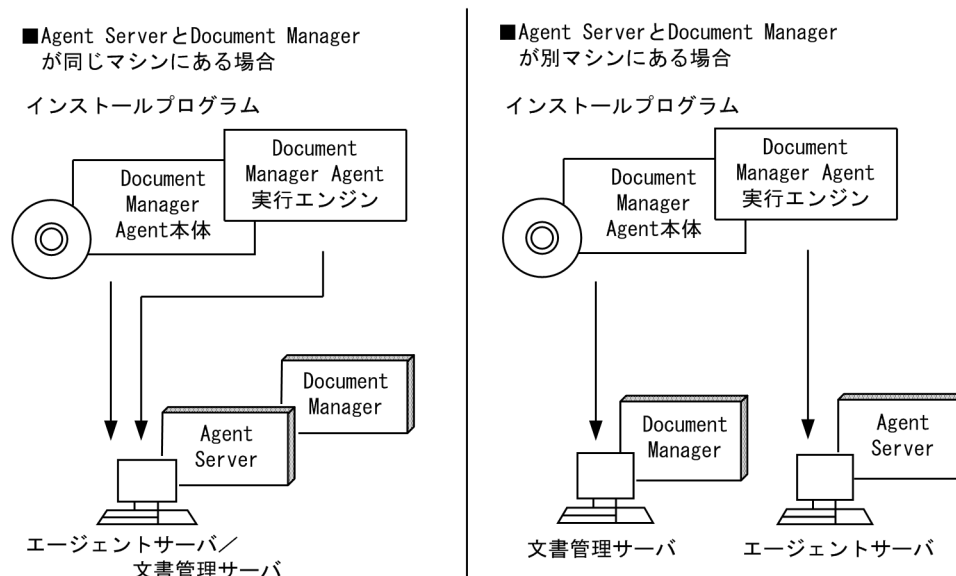 ■Agent ServerとDocument Manager
が同じマシンにある場合
インストールプログラム
Document
Manager Agent
実行エンジン
Document
Manager
Agent本体
Document
Manager
Agent
Server
エージェントサーバ／
文書管理サーバ
■Agent ServerとDocument Manager
が別マシンにある場合
インストールプログラム
Document
Manager Agent
実行エンジン
Document
Manager
Agent本体
Document
Manager
Agent
Server
文書管理サーバ
エージェントサーバ